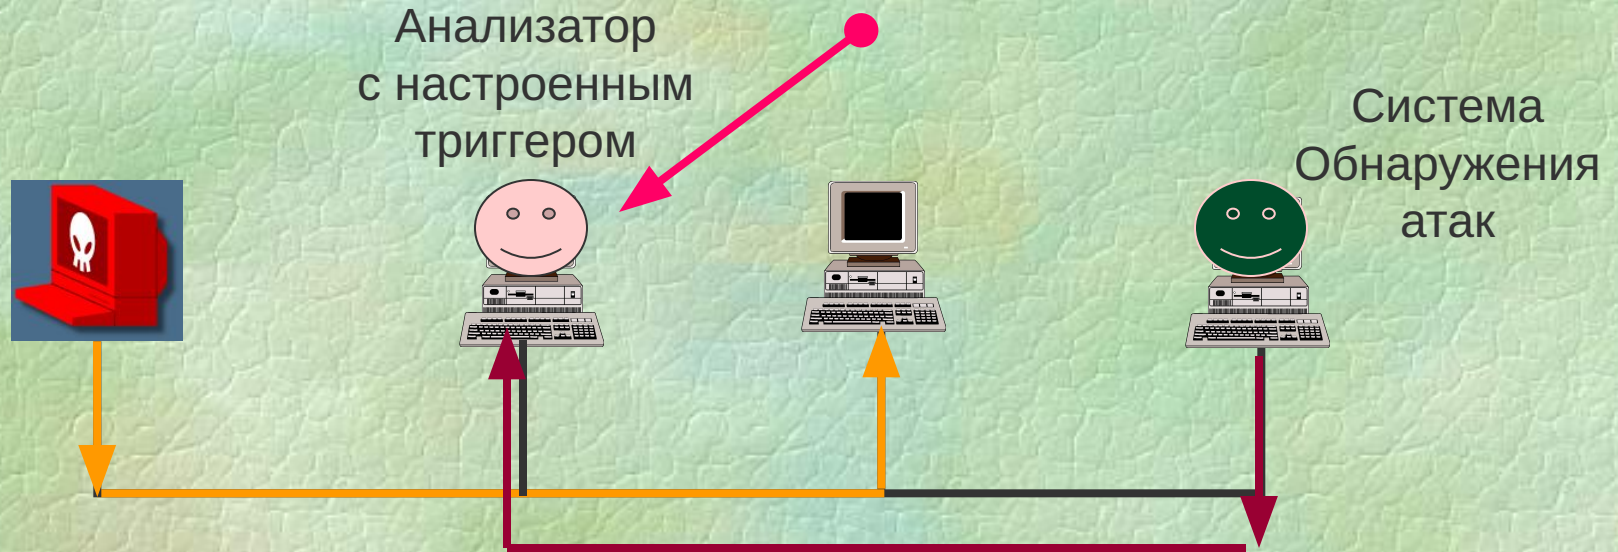 Анализатор
с настроенным
триггером
Система
Обнаружения
атак